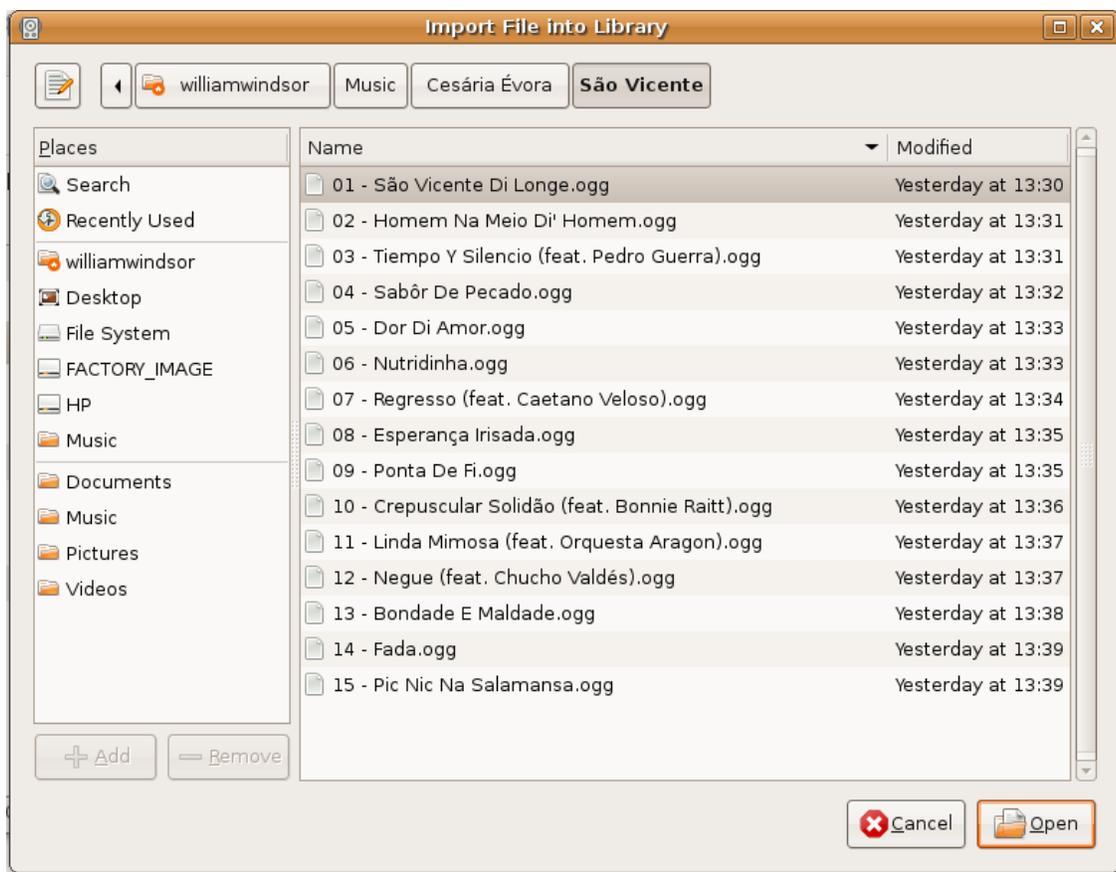 Import File into Library
williamwindsor Music Cesária Évora São Vicente
Places
Search
Recently Used
williamwindsor
Desktop
File System
FACTORY_IMAGE
HP
Music
Documents
Music
Pictures
Videos
Add Remove
Name Modified
01 - São Vicente Di Longe.ogg Yesterday at 13:30
02 - Homem Na Meio Di' Homem.ogg Yesterday at 13:31
03 - Tiempo Y Silencio (feat. Pedro Guerra).ogg Yesterday at 13:31
04 - Sabôr De Pecado.ogg Yesterday at 13:32
05 - Dor Di Amor.ogg Yesterday at 13:33
06 - Nutridinha.ogg Yesterday at 13:33
07 - Regresso (feat. Caetano Veloso).ogg Yesterday at 13:34
08 - Esperança Irisada.ogg Yesterday at 13:35
09 - Ponta De Fi.ogg Yesterday at 13:35
10 - Crepuscular Solidão (feat. Bonnie Raitt).ogg Yesterday at 13:36
11 - Linda Mimosa (feat. Orquesta Aragon).ogg Yesterday at 13:37
12 - Negue (feat. Chucho Valdés).ogg Yesterday at 13:37
13 - Bondade E Maldade.ogg Yesterday at 13:38
14 - Fada.ogg Yesterday at 13:39
15 - Pic Nic Na Salamansa.ogg Yesterday at 13:39
Cancel Open